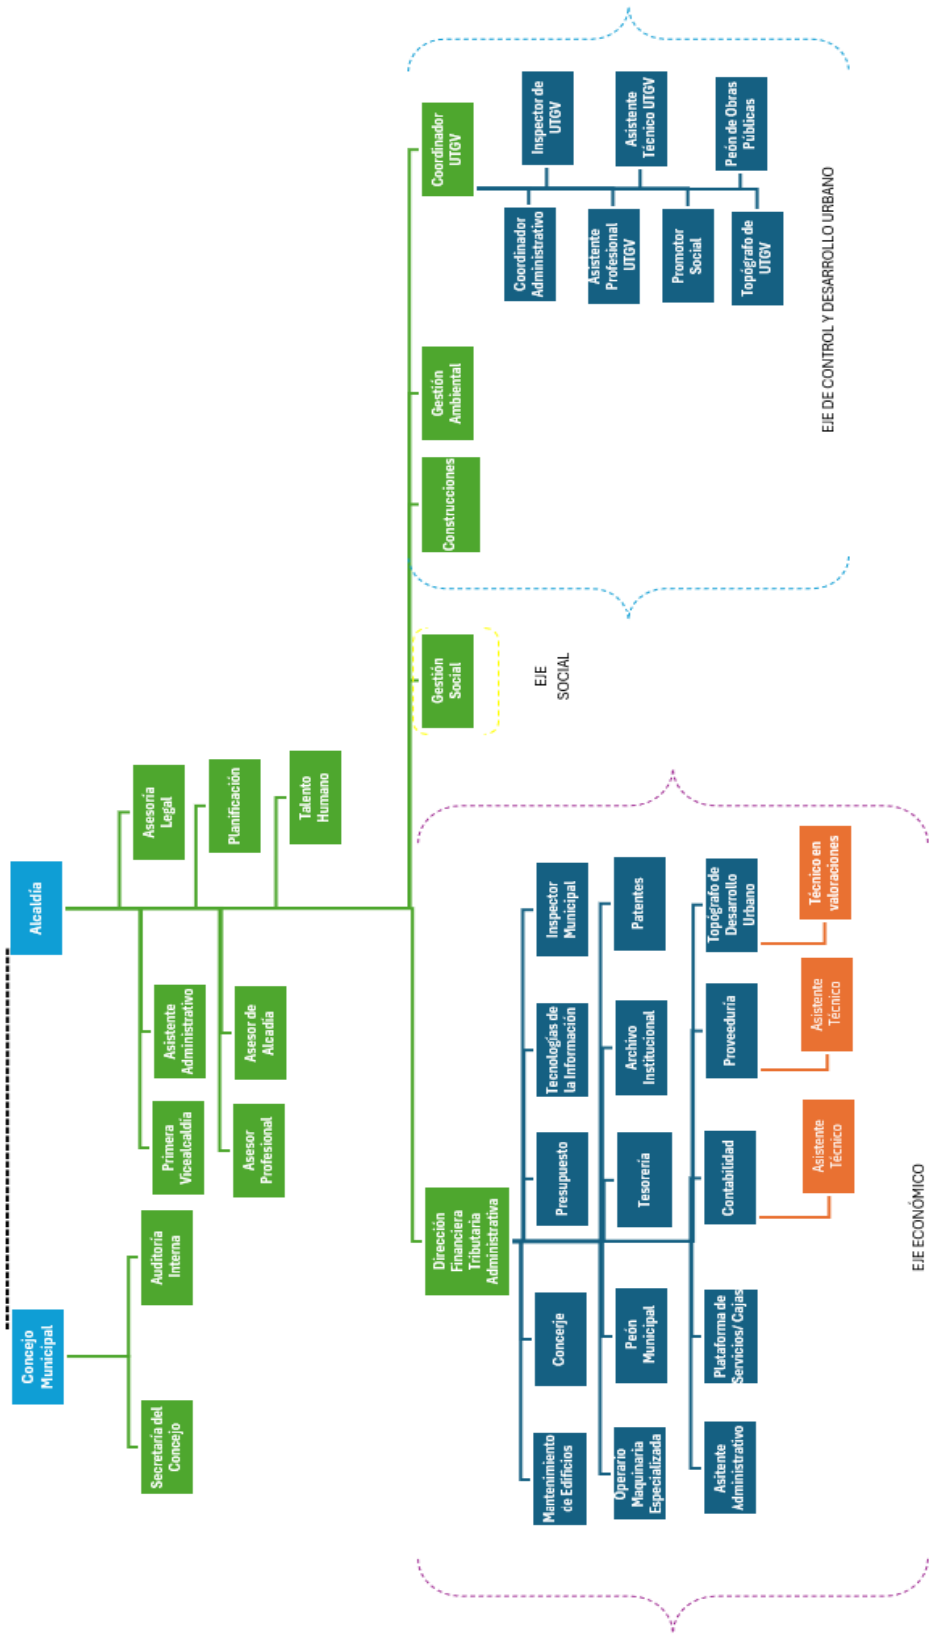 Concejo
Municipal
Alcaldía
Secretaría del
Concejo
Auditoría
Interna
Primera
Vicealcaldía
Asistente
Administrativo
Asesoría
Legal
Asesor
Profesional
Asesor de
Alcadia
Planificación
Talento
Humano
Dirección
Financiera
Tributaria
Administrativa
Gestión
Social
Construcciones
Gestión
Ambiental
Coordinador
UTGV
Mantenimiento
de Edificios
Concerje
Presupuesto
Tecnologías de
la Información
Inspector
Municipal
Operario
Maquinaria
Especializada
Peón
Municipal
Tesorería
Archivo
Institucional
Patentes
Asitente
Administrativo
Plataforma de
Servicios/ Cajas
Contabilidad
Proveeduría
Topógrafo de
Desarrollo
Urbano
Asistente
Técnico
Asistente
Técnico
Técnico en
valoraciones
EJE ECONÓMICO
EJE
SOCIAL
Coordinador
Administrativo
Inspector de
UTGV
Asistente
Profesional
UTGV
Asistente
Técnico UTGV
Promotor
Social
Peón de Obras
Públicas
Topógrafo de
UTGV
EJE DE CONTROL Y DESARROLLO URBANO